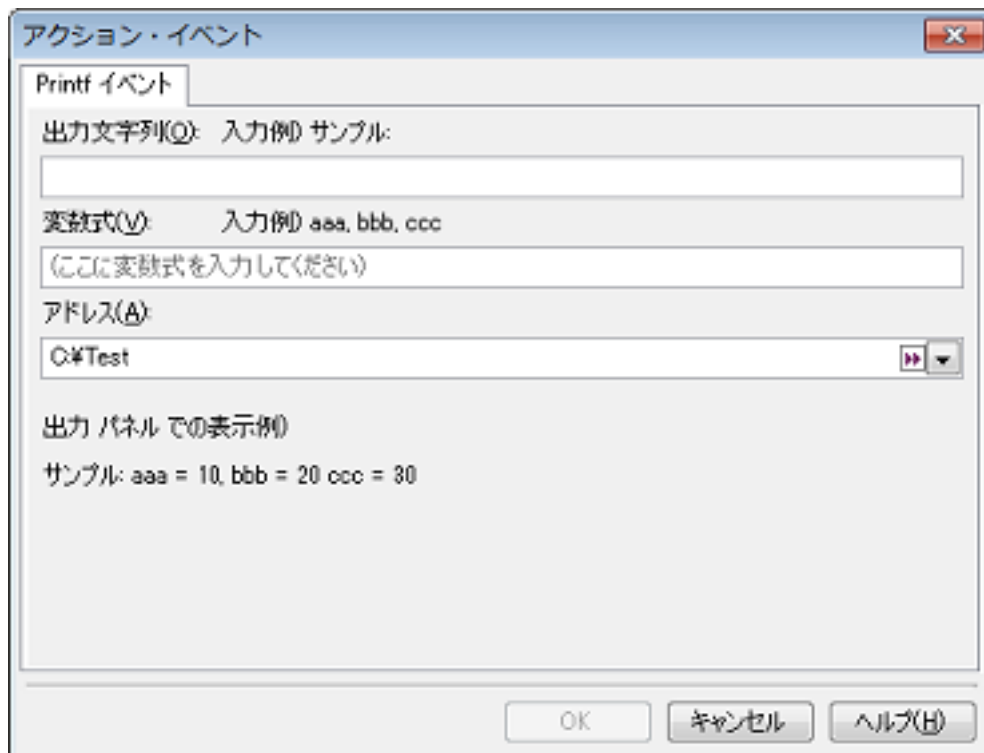 アクション・イベント
Printf イベント
出力文字列(O): 入力例) サンプル:
変数式(V): 入力例) aaa, bbb, ccc
(ここに変数式を入力してください)
アドレス(A):
C:¥Test
出力 パネル での表示例)
サンプル: aaa = 10, bbb = 20 ccc = 30
OK キャンセル ヘルプ(H)